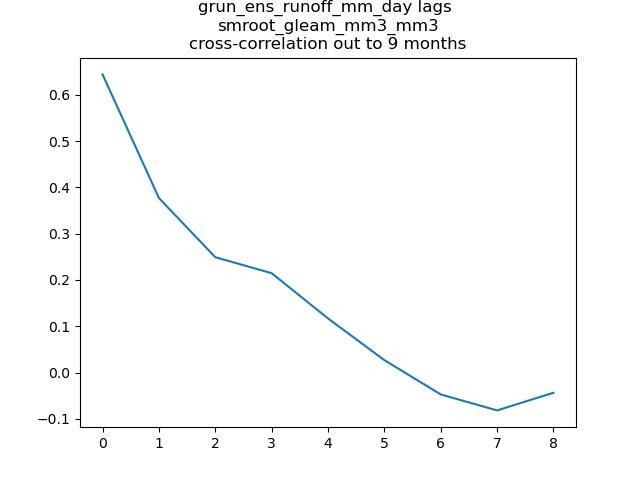 grun_ens_runoff_mm_day lags
smroot_gleam_mm3_mm3
cross-correlation out to 9 months
0.6
0.5
0.4
0.3
0.2
0.1
0.0
−0.1
0 1 2 3 4 5 6 7 8